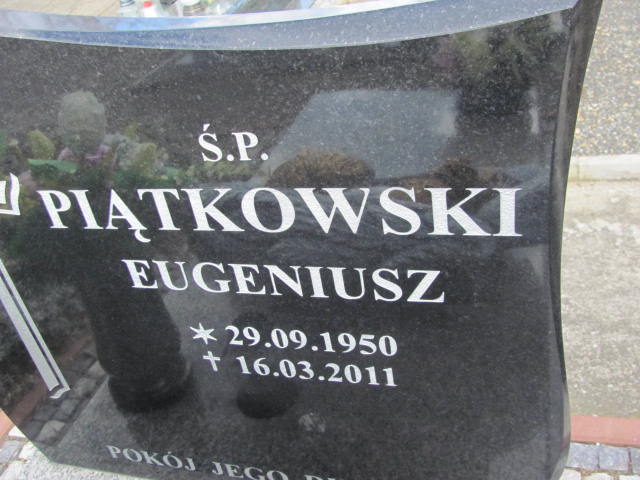 Ś.P.
PIĄTKOWSKI
EUGENIUSZ
✶ 29.09.1950
✝ 16.03.2011
POKÓJ JEGO